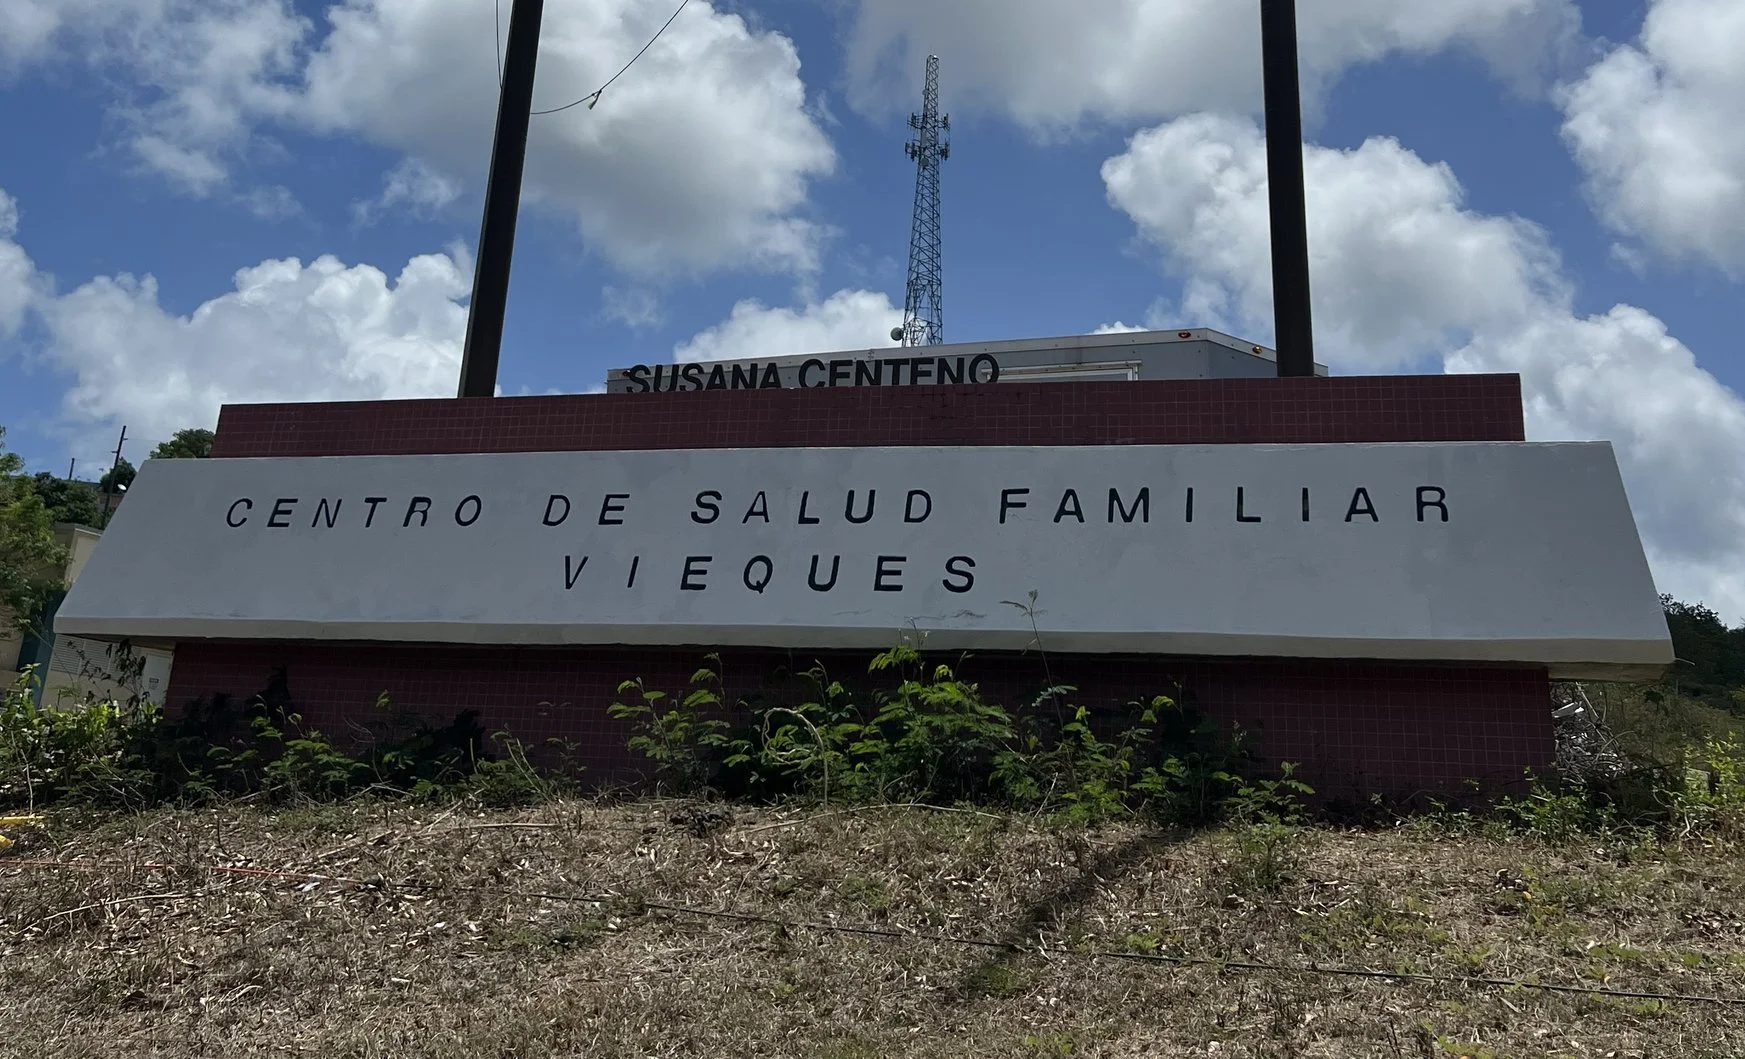 SUSANA CENTENO
CENTRO DE SALUD FAMILIAR
VIEQUES